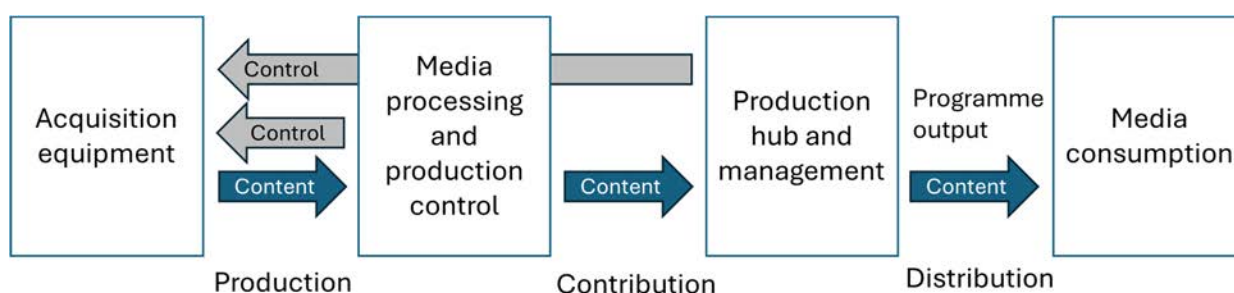 Acquisition
equipment
Control
Control
Content
Production
Media
processing
and
production
control
Content
Contribution
Production
hub and
management
Programme
output
Content
Distribution
Media
consumption